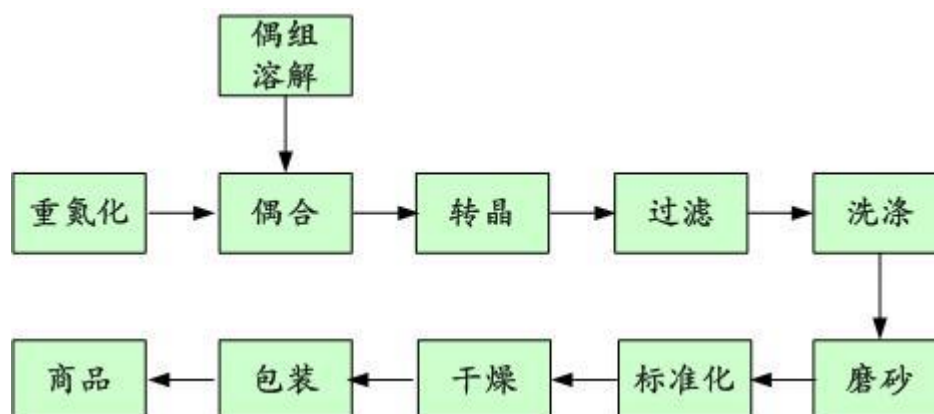 偶组
溶解
重氮化
偶合
转晶
过滤
洗涤
商品
包装
干燥
标准化
磨砂